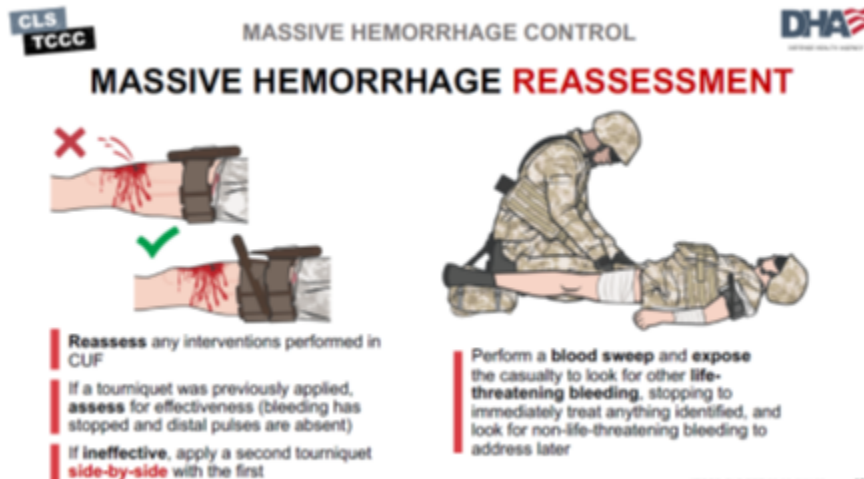 CLS
TCCC
MASSIVE HEMORRHAGE CONTROL
DHA
MASSIVE HEMORRHAGE REASSESSMENT
Reassess any interventions performed in
CUF
If a tourniquet was previously applied,
assess for effectiveness (bleeding has
stopped and distal pulses are absent)
If ineffective, apply a second tourniquet
side-by-side with the first
Perform a blood sweep and expose
the casualty to look for other life-
threatening bleeding, stopping to
immediately treat anything identified, and
look for non-life-threatening bleeding to
address later